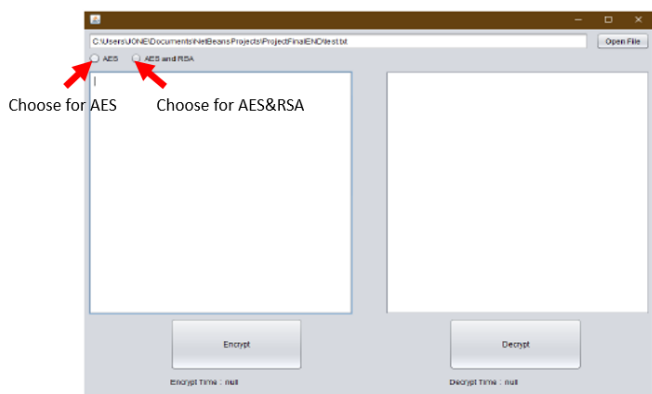 C:\Users\JONE\Documents\NetBeansProjects\ProjectFinalEND\test.txt
Open File
AES
AES and RSA
Choose for AES
Choose for AES&RSA
Encrypt
Decrypt
Encrypt Time : null
Decrypt Time : null